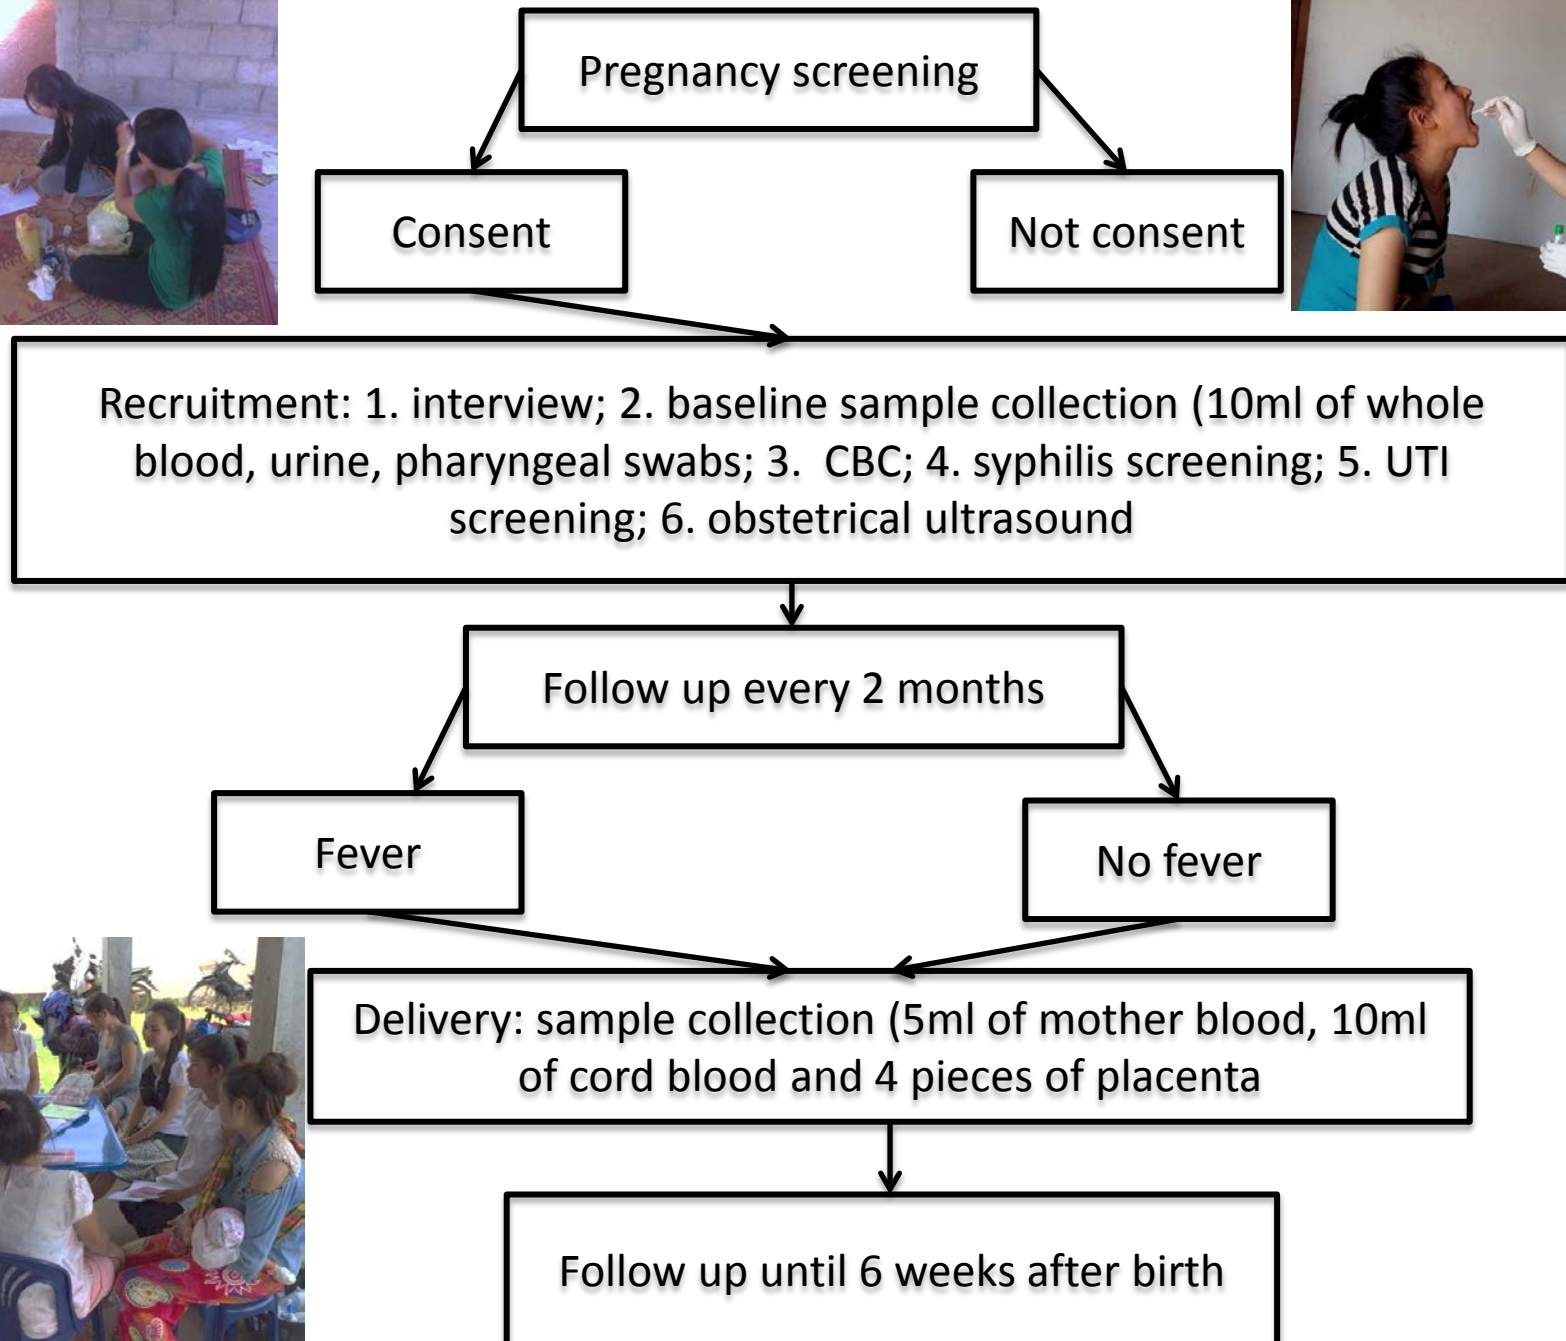 Pregnancy screening
Consent
Not consent
Recruitment: 1. interview; 2. baseline sample collection (10ml of whole
blood, urine, pharyngeal swabs; 3.  CBC; 4. syphilis screening; 5. UTI
screening; 6. obstetrical ultrasound
Follow up every 2 months
Fever
No fever
Delivery: sample collection (5ml of mother blood, 10ml
of cord blood and 4 pieces of placenta
Follow up until 6 weeks after birth